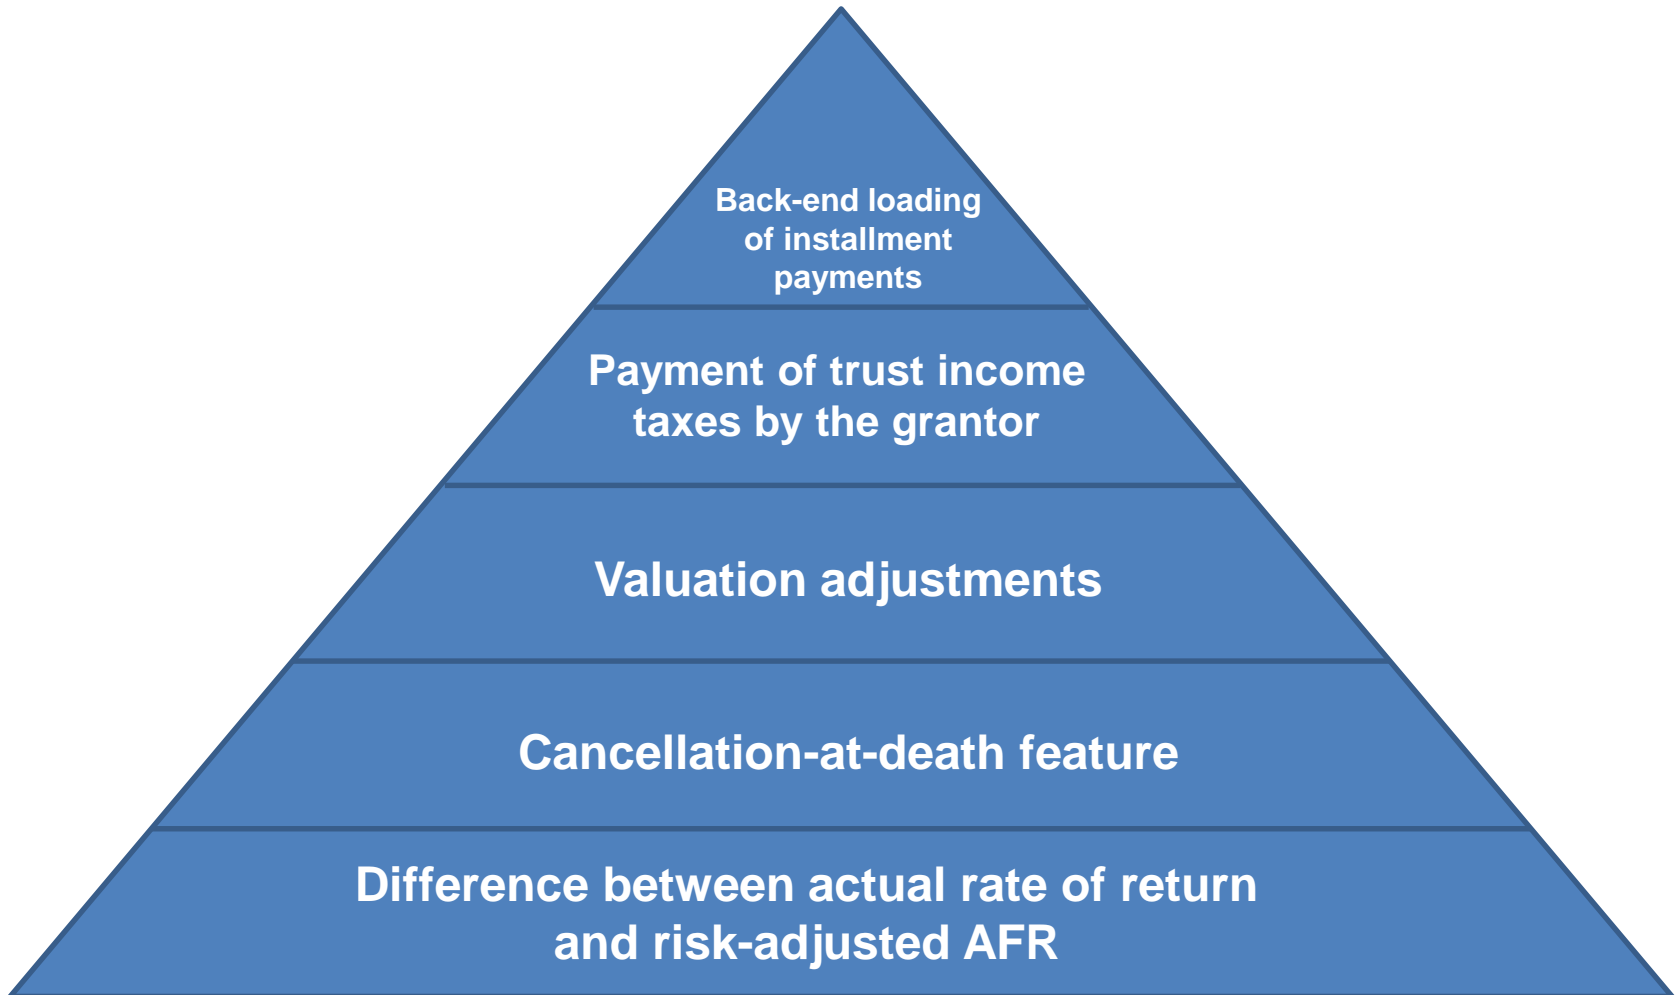 Back-end loading
of installment
payments
Payment of trust income
taxes by the grantor
Valuation adjustments
Cancellation-at-death feature
Difference between actual rate of return
and risk-adjusted AFR